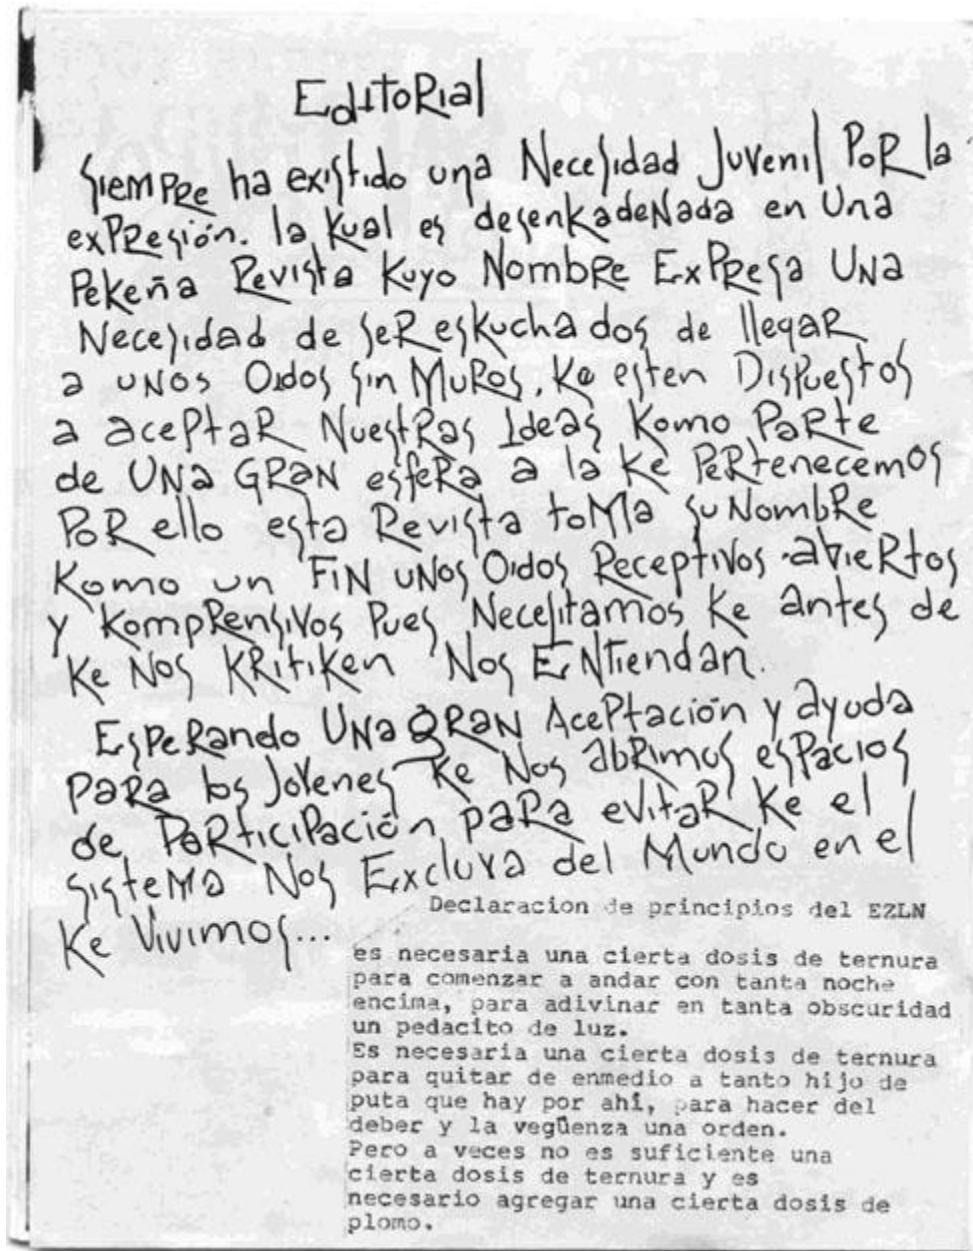 Editorial
Siempre ha existido una Necesidad Juvenil Por la
exPresión. la Kual es desenKadeNada en Una
PeKeña Revista Kuyo Nombre ExPresa UNa
Necesidad de seR esKuchados de llegar
a UNos Oidos sin MuRos, Ke esten Dispuestos
a acePtaR Nuestras Ideas Komo Parte
de UNa GRaN esfera a la Ke PeRtenecemos
PoR ello esta Revista toMa su Nombre
Komo un FiN uNos Oidos Receptivos abieRtos
y KompRensivos Pues Necesitamos Ke antes de
Ke Nos KRitiKen Nos ENtiendan.
EsPeRando UNa gRaN AcePtación y ayuda
PaRa los Jovenes Ke Nos abRimos esPacios
de PaRticiPación paRa evitaR Ke el
sisteMa Nos Excluya del Mundo en el
Ke Vivimos...
Declaracion de principios del EZLN
es necesaria una cierta dosis de ternura
para comenzar a andar con tanta noche
encima, para adivinar en tanta obscuridad
un pedacito de luz.
Es necesaria una cierta dosis de ternura
para quitar de enmedio a tanto hijo de
puta que hay por ahí, para hacer del
deber y la vegüenza una orden.
Pero a veces no es suficiente una
cierta dosis de ternura y es
necesario agregar una cierta dosis de
plomo.